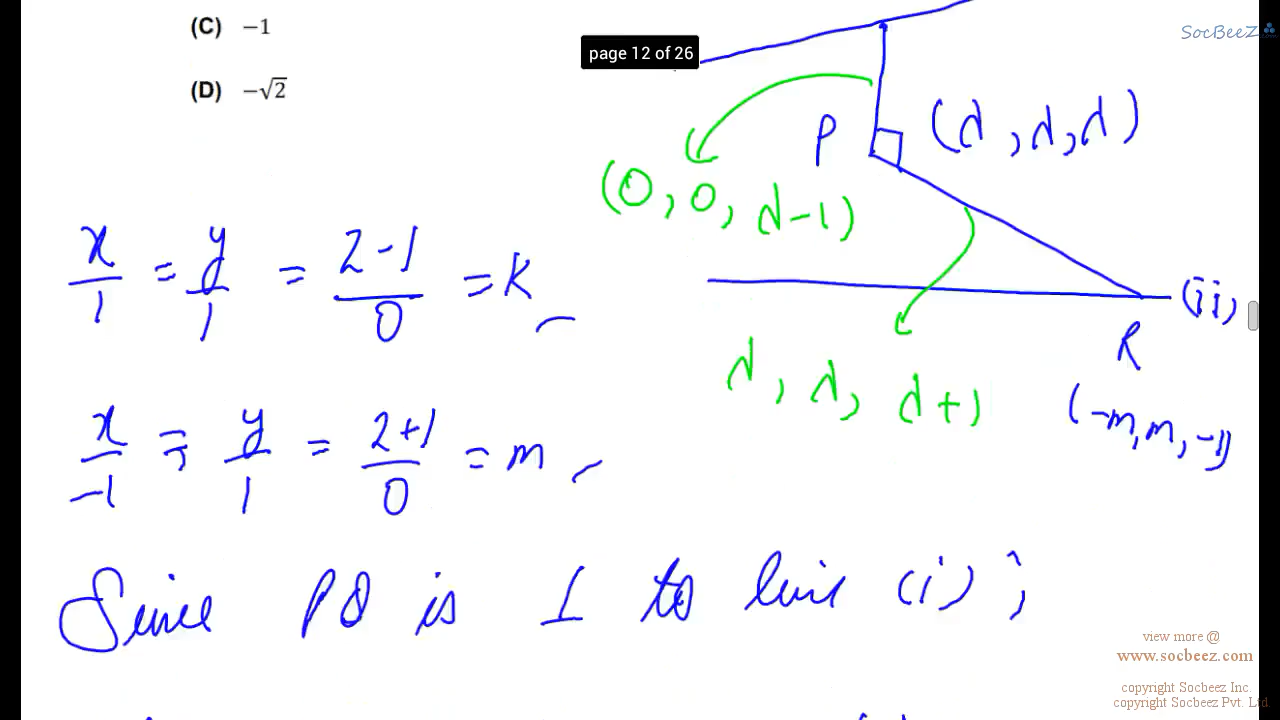 (C) −1
page 12 of 26
SocBeeZ
(D) −√2
P
(λ, λ, λ)
(0, 0, λ-1)
x/1 = y/1 = z-1/0 = K
(ii)
R
λ, λ, λ+1
(-m, m, -1)
x/-1 = y/1 = z+1/0 = m
Since PQ is ⊥ to line (i);
view more @
www.socbeez.com
copyright Socbeez Inc.
copyright Socbeez Pvt. Ltd.